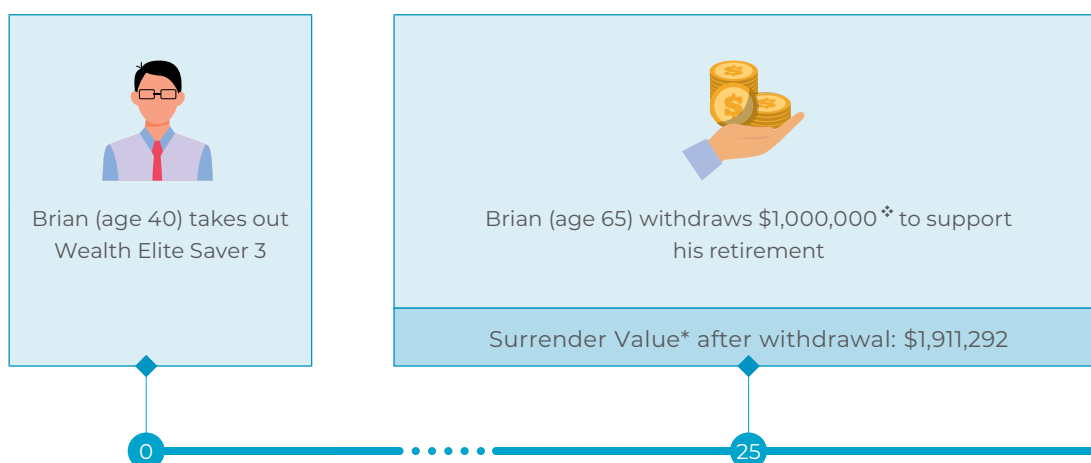 Brian (age 40) takes out
Wealth Elite Saver 3
Brian (age 65) withdraws $1,000,000❖ to support
his retirement
Surrender Value* after withdrawal: $1,911,292
0
25